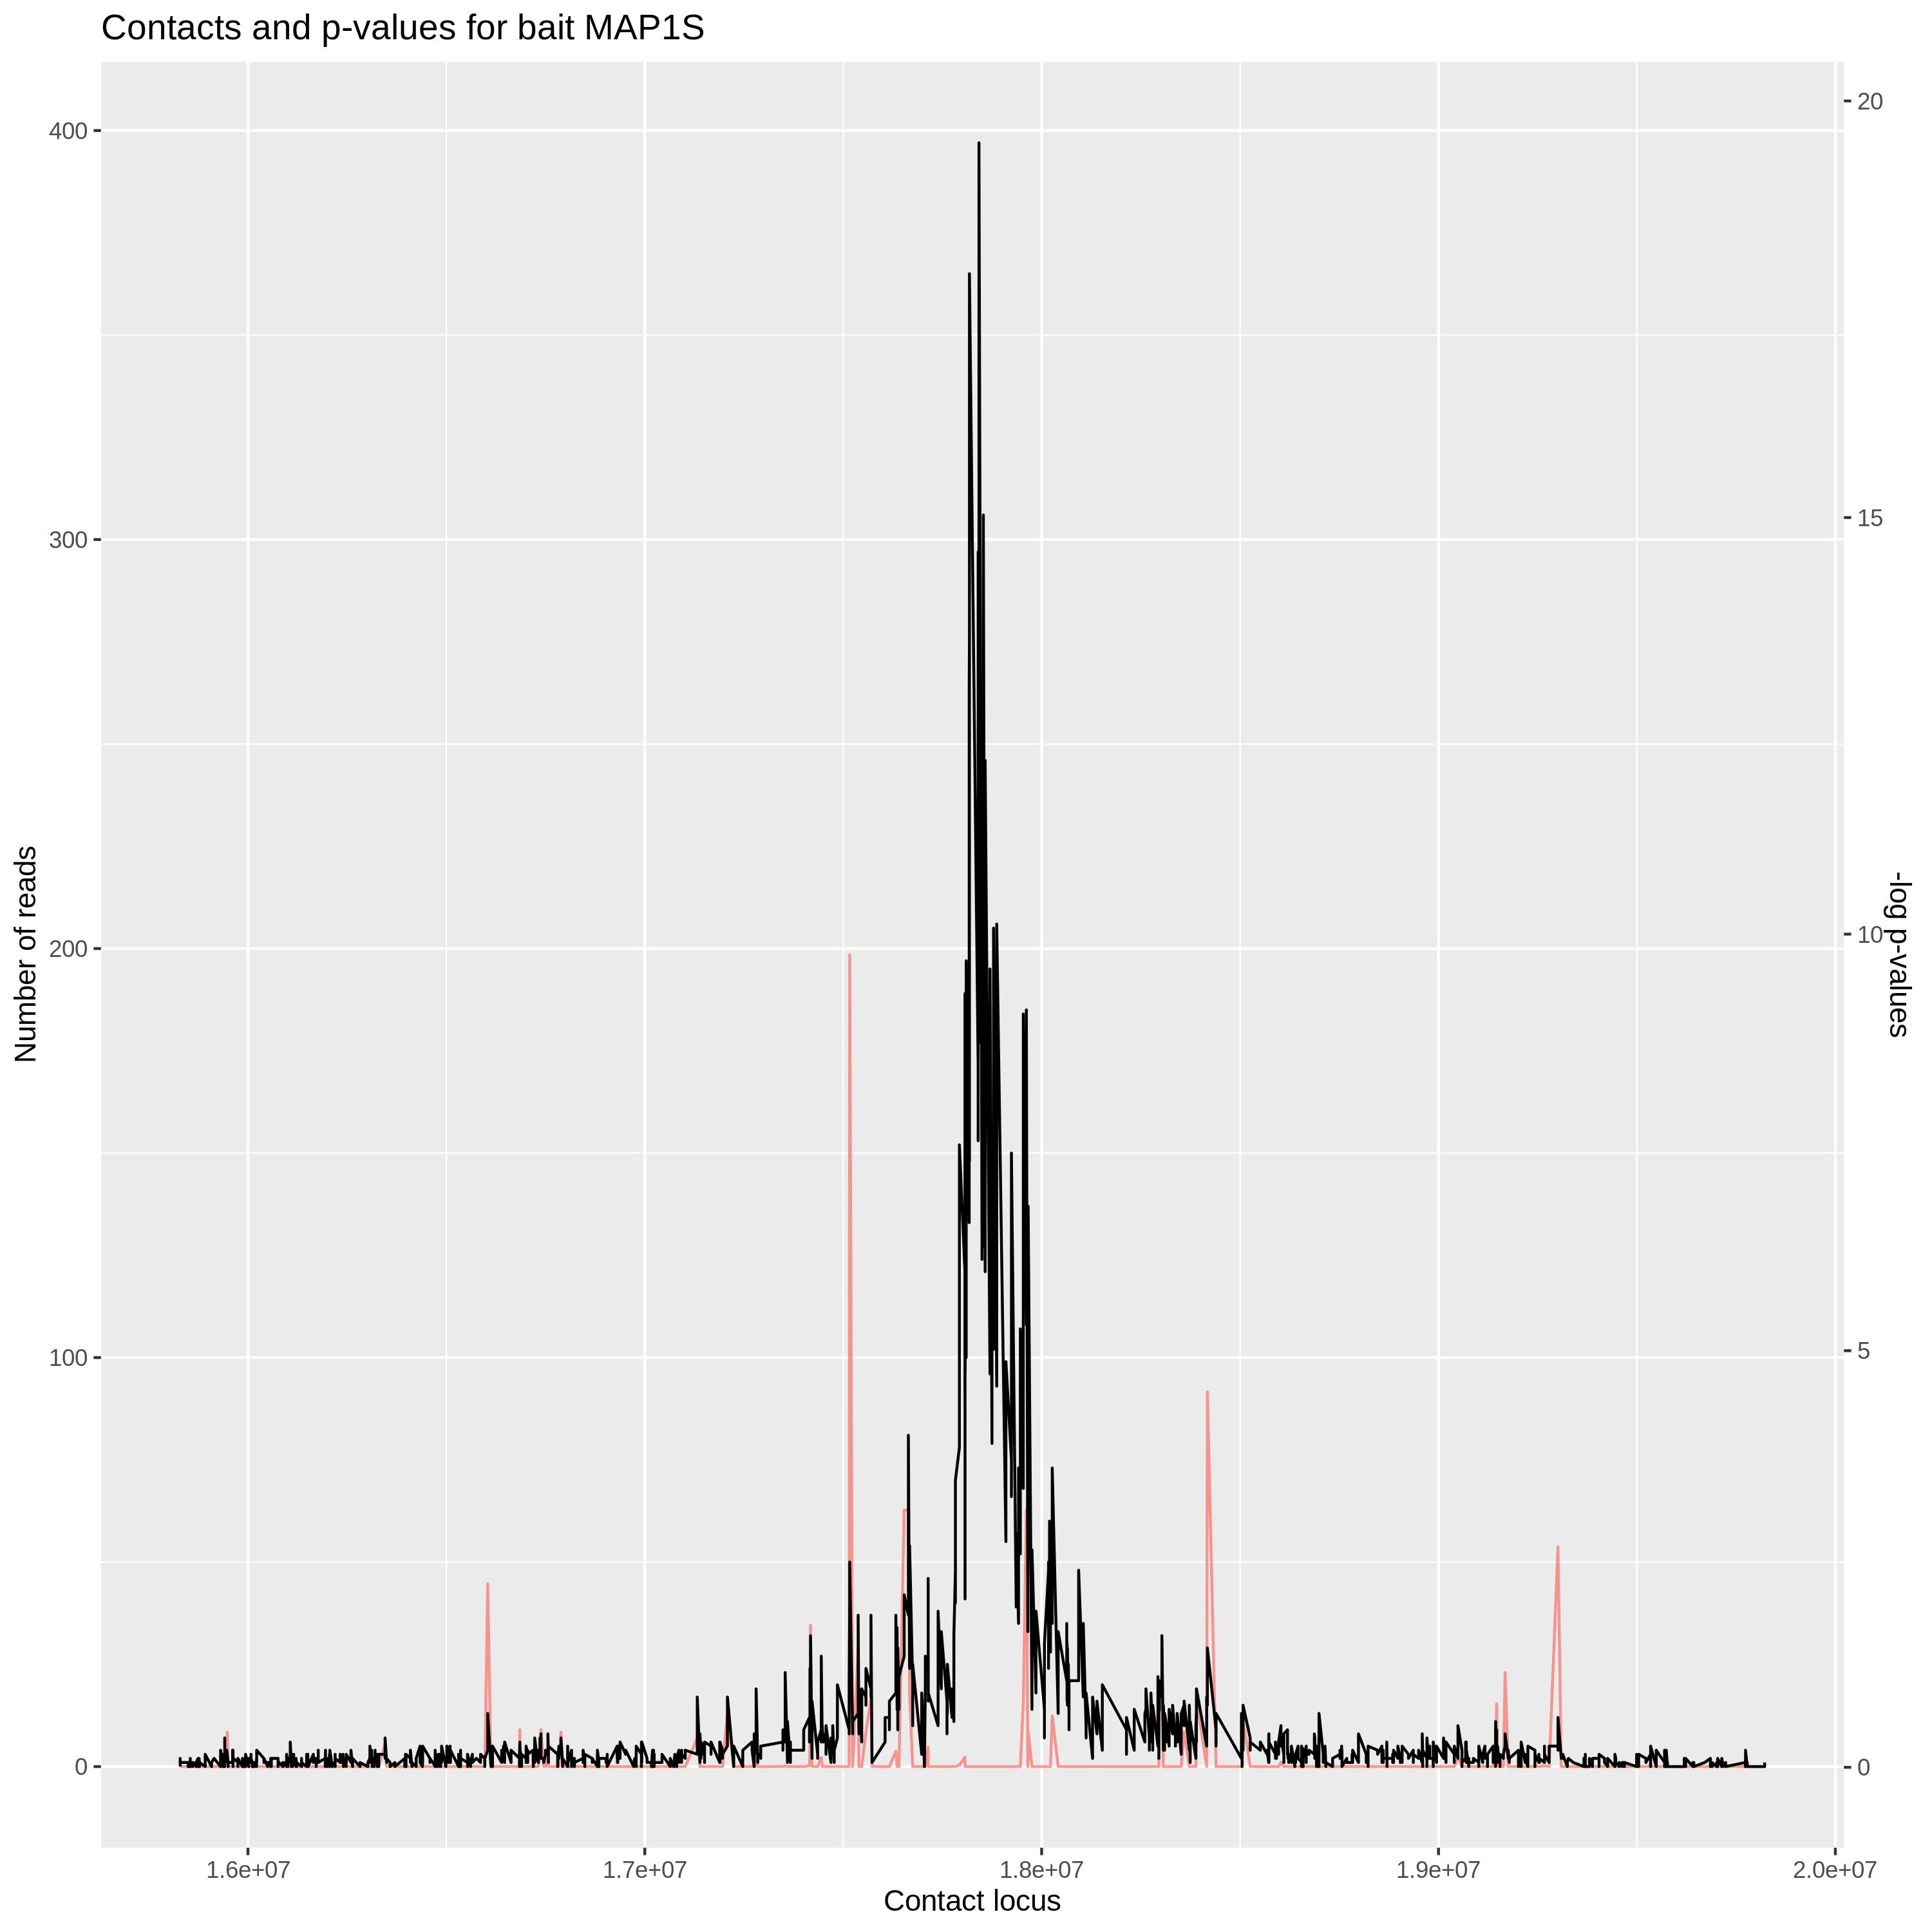 Contacts and p-values for bait MAP1S
400
300
200
100
0
Number of reads
20
15
10
5
0
-log p-values
1.6e+07
1.7e+07
1.8e+07
1.9e+07
2.0e+07
Contact locus